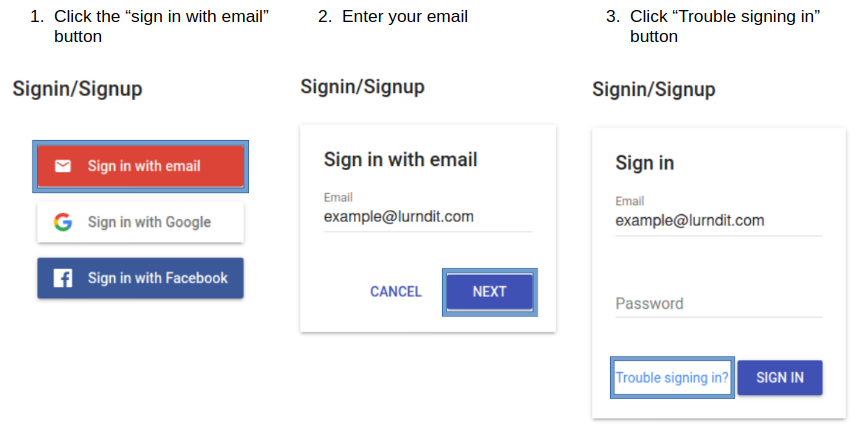 1. Click the “sign in with email”
button
Signin/Signup
Sign in with email
Sign in with Google
Sign in with Facebook
2. Enter your email
Signin/Signup
Sign in with email
Email
example@lurndit.com
CANCEL
NEXT
3. Click “Trouble signing in”
button
Signin/Signup
Sign in
Email
example@lurndit.com
Password
Trouble signing in?
SIGN IN